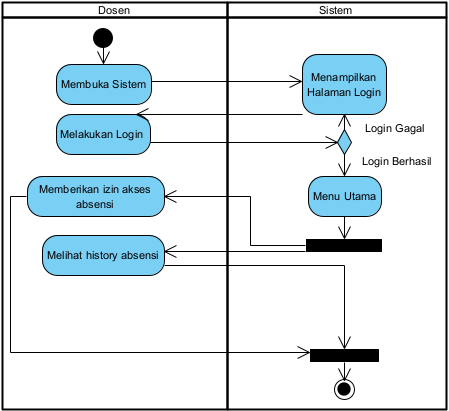 Dosen
Sistem
Membuka Sistem
Menampilkan
Halaman Login
Melakukan Login
Login Gagal
Login Berhasil
Memberikan izin akses
absensi
Menu Utama
Melihat history absensi